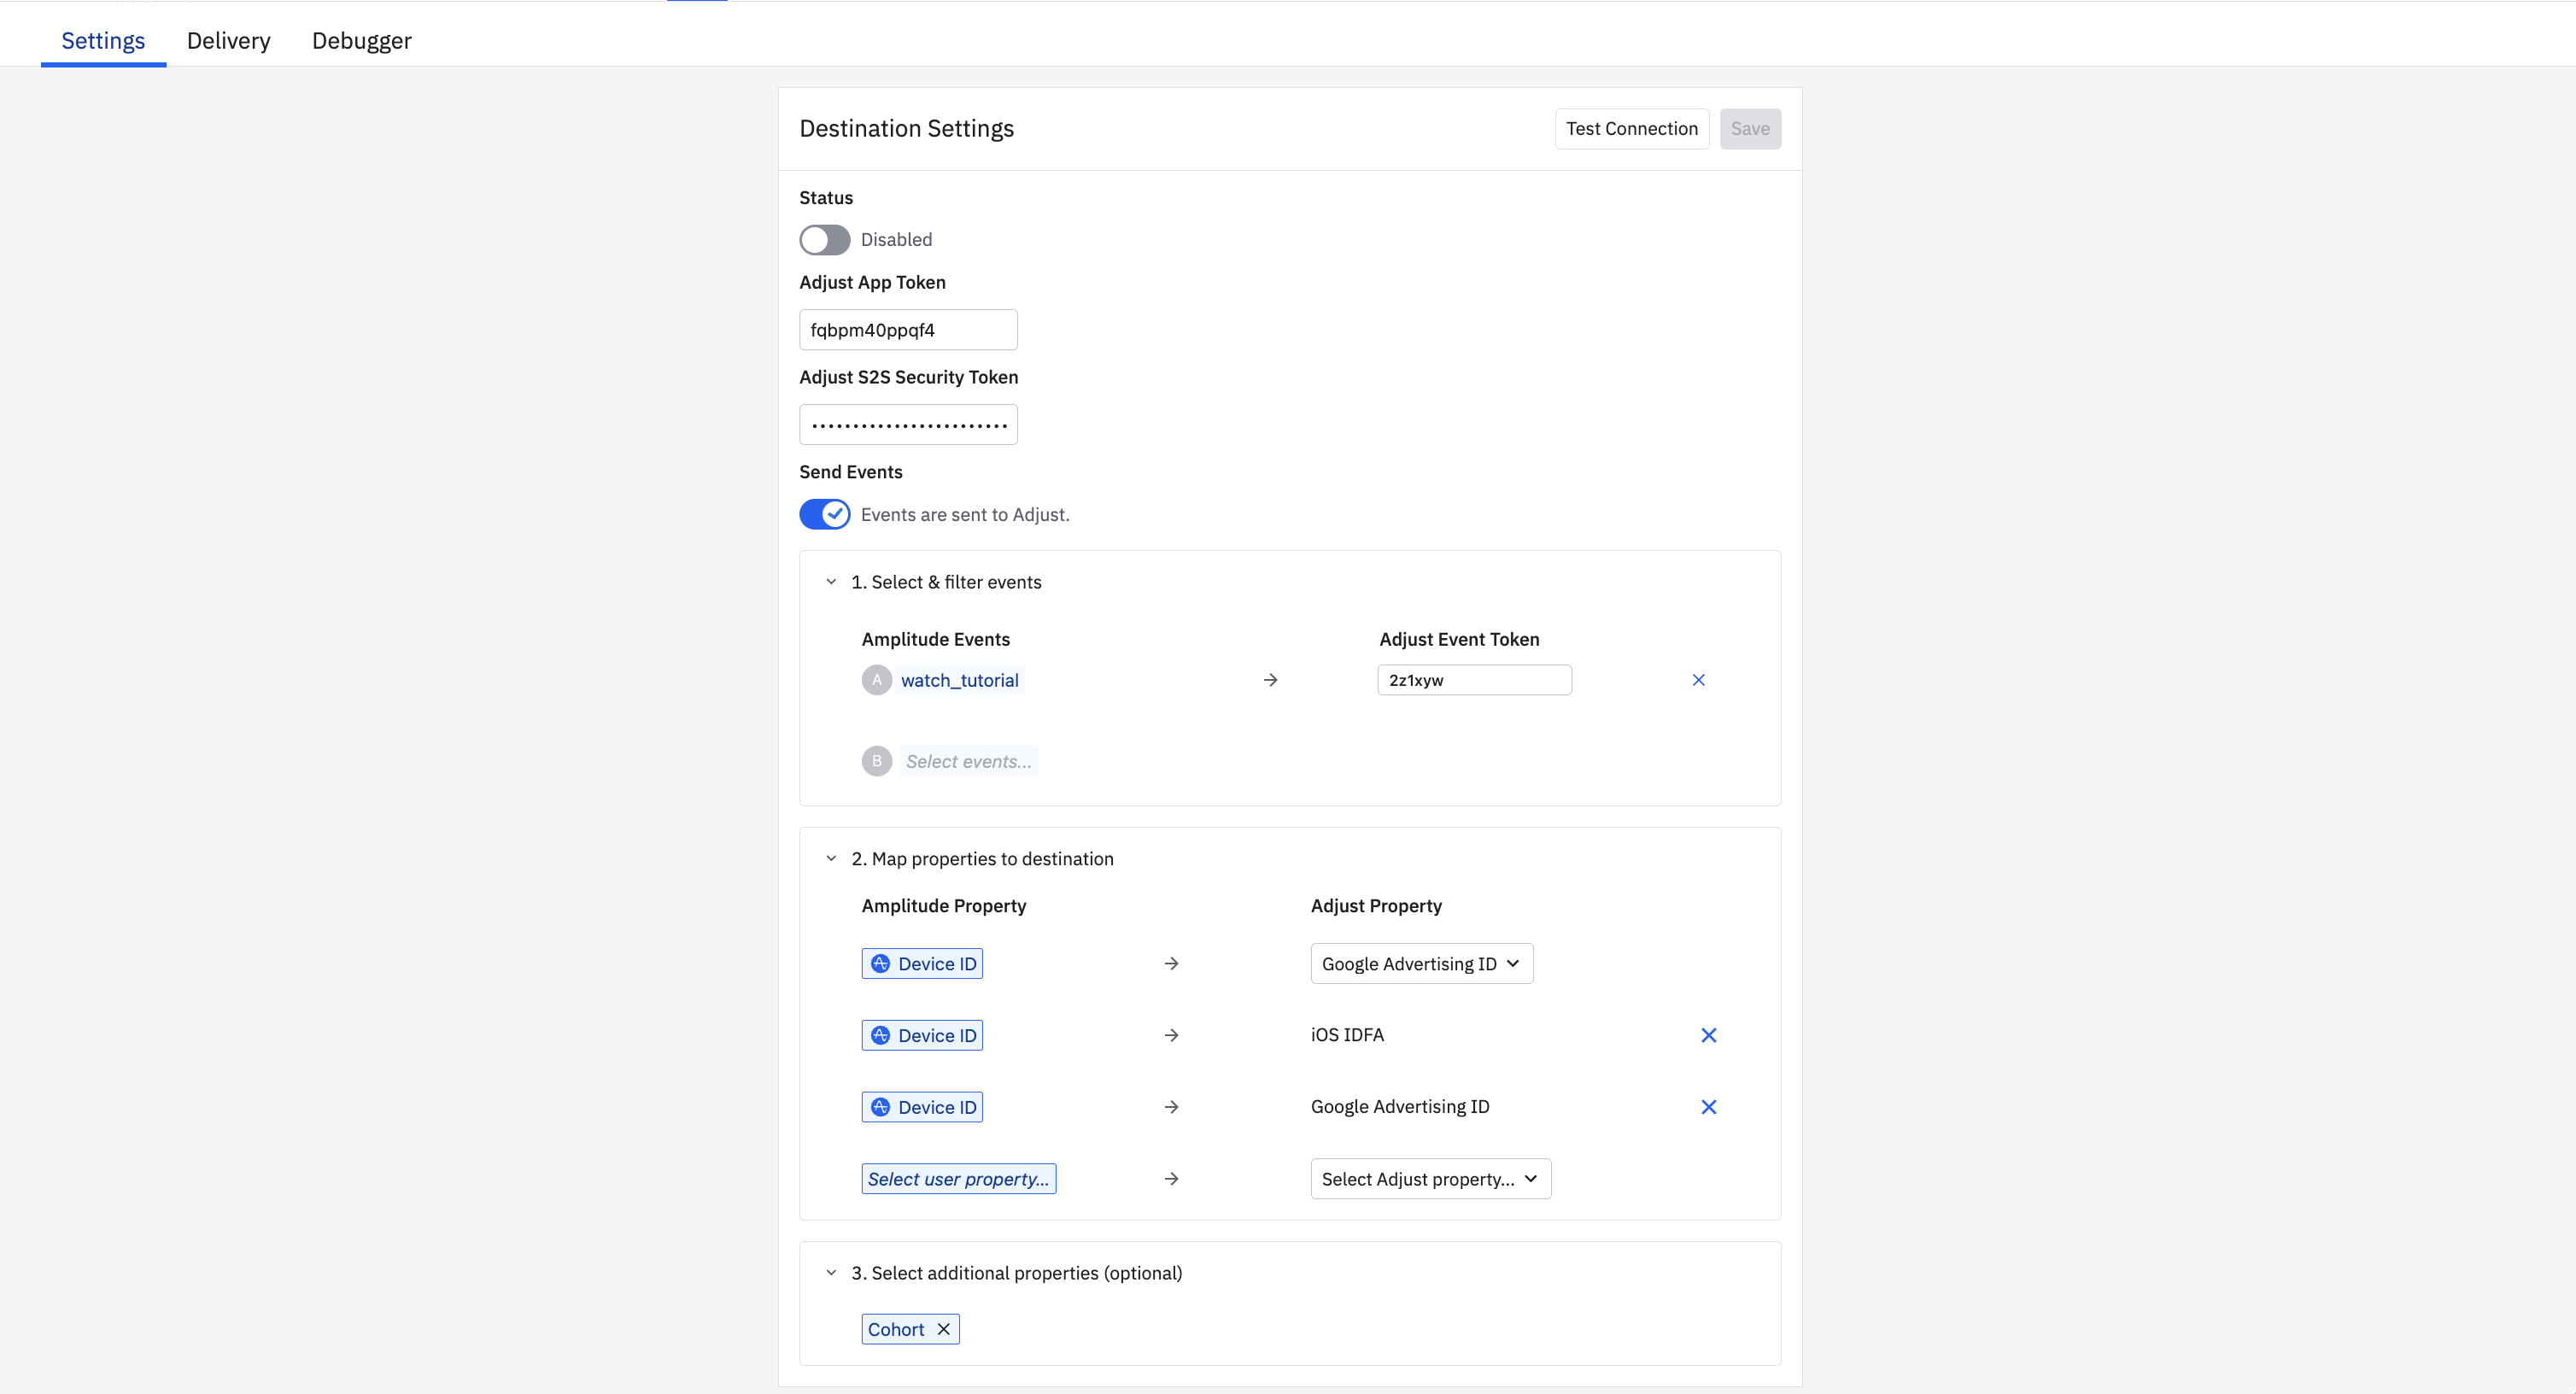 Settings Delivery Debugger
Destination Settings Test Connection Save
Status
Disabled
Adjust App Token
fqbpm40ppqf4
Adjust S2S Security Token
••••••••••••••••••••••••
Send Events
Events are sent to Adjust.
1. Select & filter events
Amplitude Events Adjust Event Token
A watch_tutorial → 2z1xyw
B Select events...
2. Map properties to destination
Amplitude Property Adjust Property
Device ID → Google Advertising ID
Device ID → iOS IDFA
Device ID → Google Advertising ID
Select user property... → Select Adjust property...
3. Select additional properties (optional)
Cohort